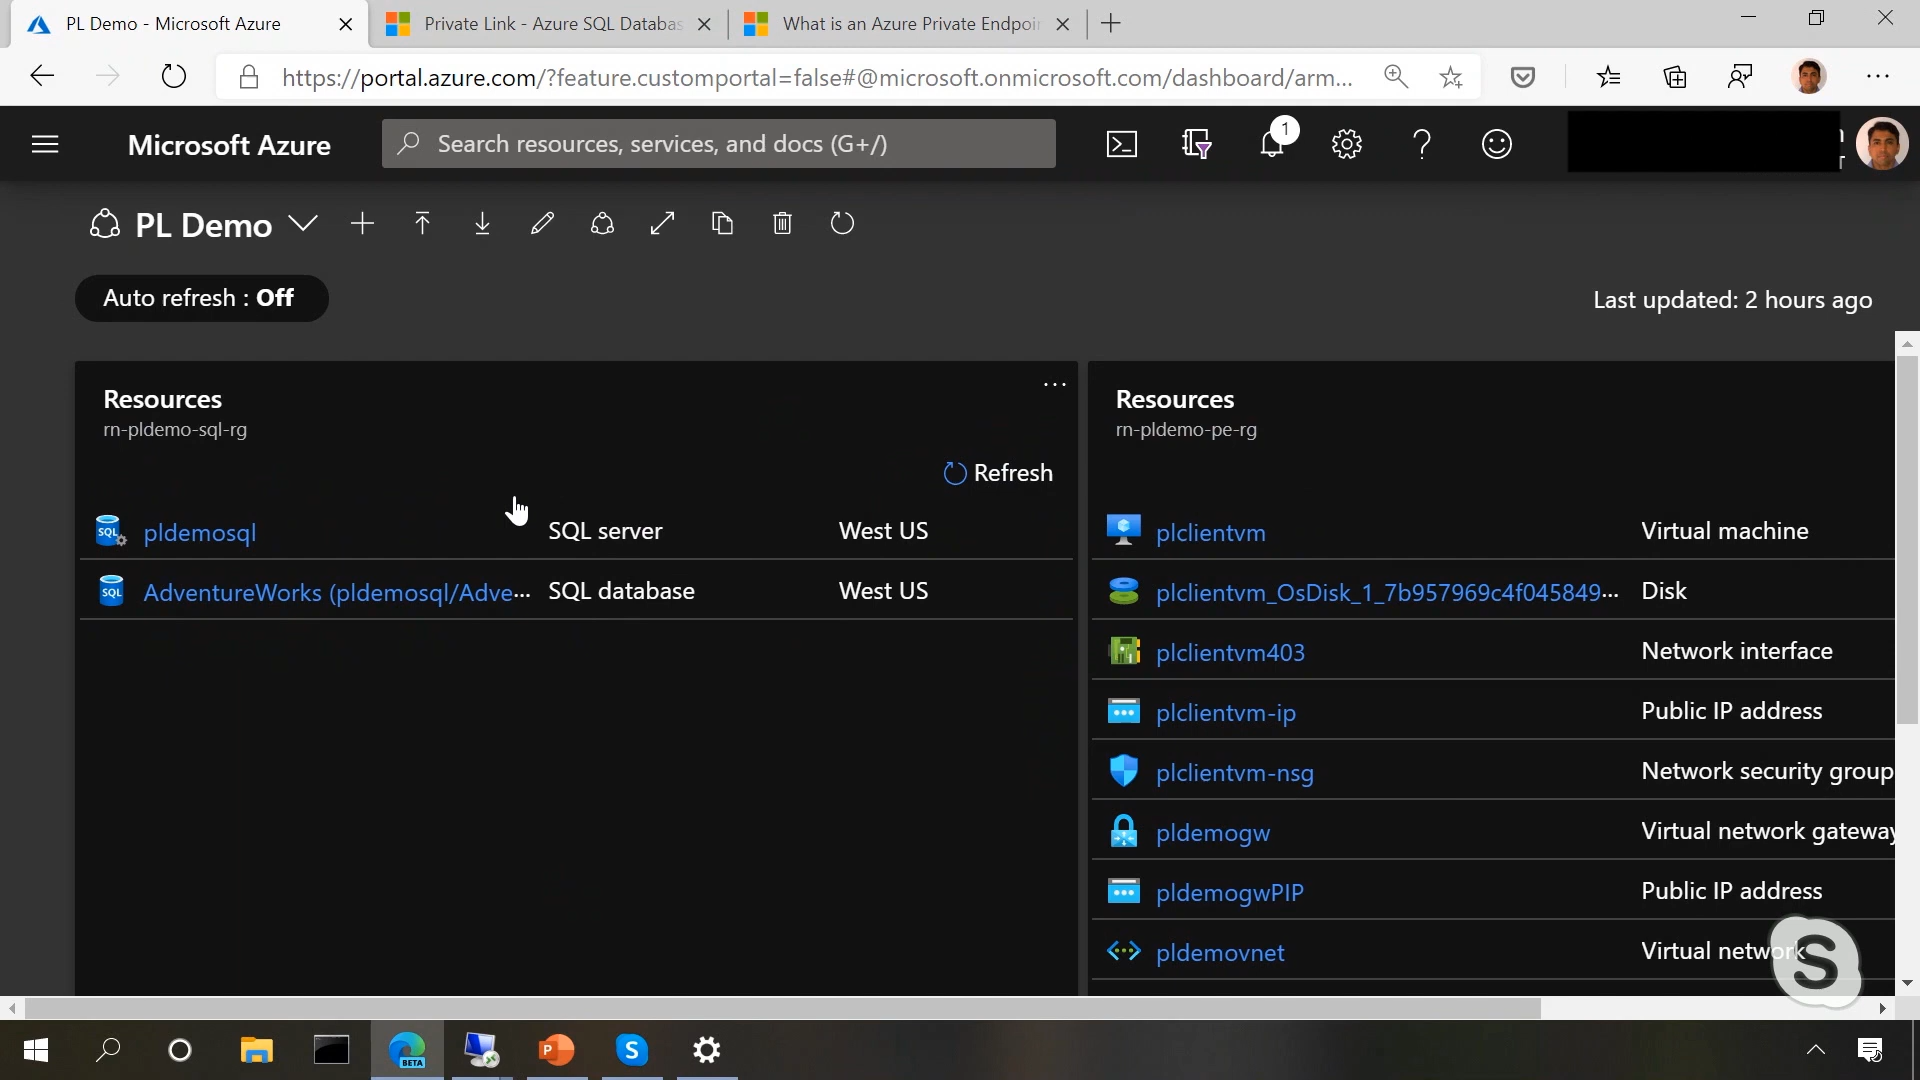 PL Demo - Microsoft Azure
Private Link - Azure SQL Databas
What is an Azure Private Endpoin
https://portal.azure.com/?feature.customportal=false#@microsoft.onmicrosoft.com/dashboard/arm...
Microsoft Azure
Search resources, services, and docs (G+/)
1
PL Demo
Auto refresh : Off
Last updated: 2 hours ago
Resources
rn-pldemo-sql-rg
Refresh
pldemosql SQL server West US
AdventureWorks (pldemosql/Adve... SQL database West US
Resources
rn-pldemo-pe-rg
plclientvm Virtual machine
plclientvm_OsDisk_1_7b957969c4f045849... Disk
plclientvm403 Network interface
plclientvm-ip Public IP address
plclientvm-nsg Network security group
pldemogw Virtual network gateway
pldemogwPIP Public IP address
pldemovnet Virtual network
SQL
SQL
BETA
P
S
S